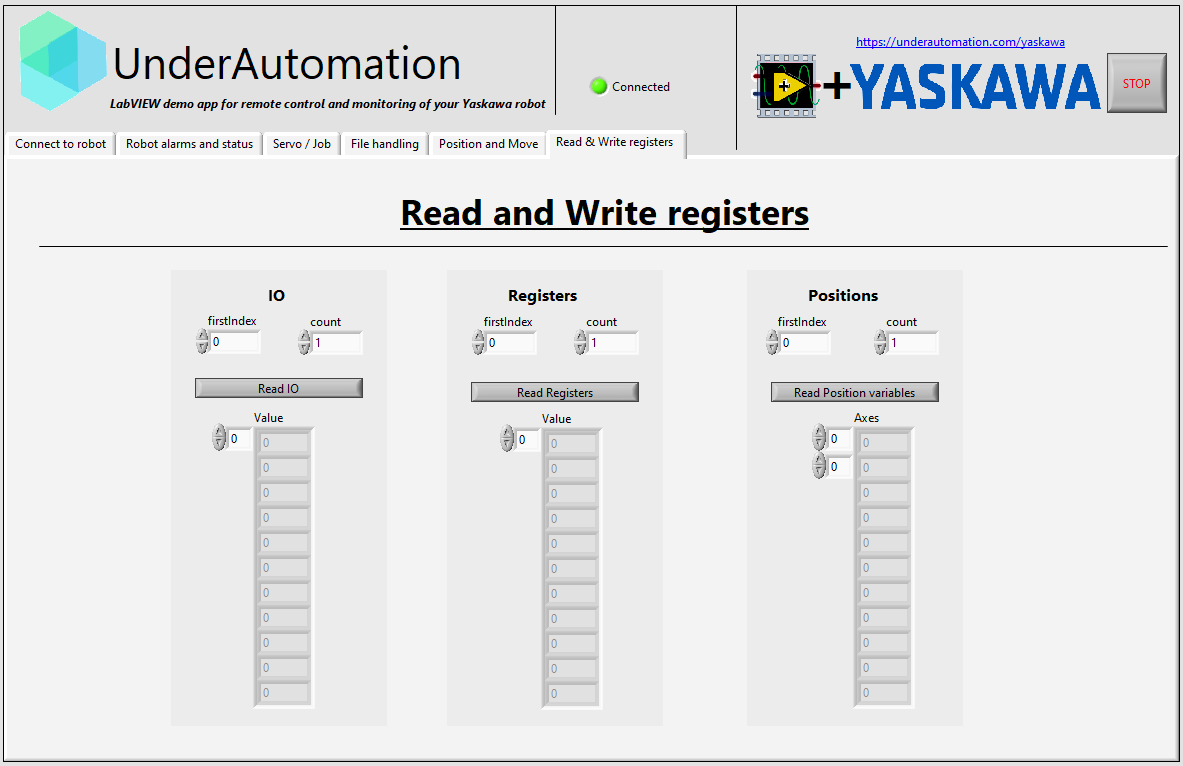 UnderAutomation
LabVIEW demo app for remote control and monitoring of your Yaskawa robot
Connected
https://underautomation.com/yaskawa
+YASKAWA
STOP
Connect to robot Robot alarms and status Servo / Job File handling Position and Move Read & Write registers
Read and Write registers
IO
firstIndex count
0 1
Read IO
Value
0 0
0
0
0
0
0
0
0
0
0
0
Registers
firstIndex count
0 1
Read Registers
Value
0 0
0
0
0
0
0
0
0
0
0
0
Positions
firstIndex count
0 1
Read Position variables
Axes
0 0
0 0
0
0
0
0
0
0
0
0
0